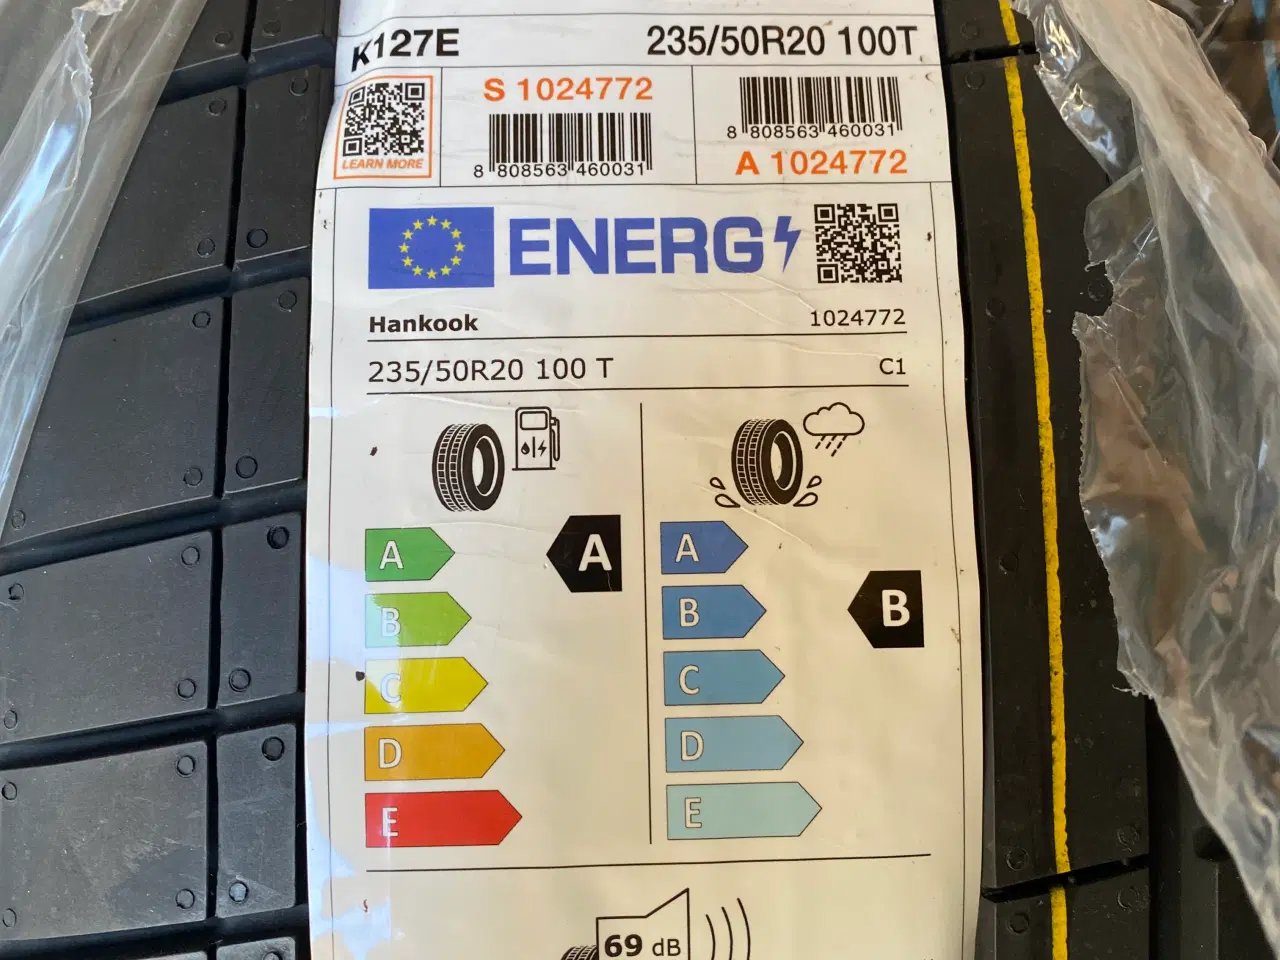 K127E 235/50R20 100T
LEARN MORE
S 1024772
8 808563 460031
8 808563 460031
A 1024772
ENERG
Hankook 1024772
235/50R20 100 T C1
A
B
C
D
E
A
A
B
C
D
E
B
69 dB